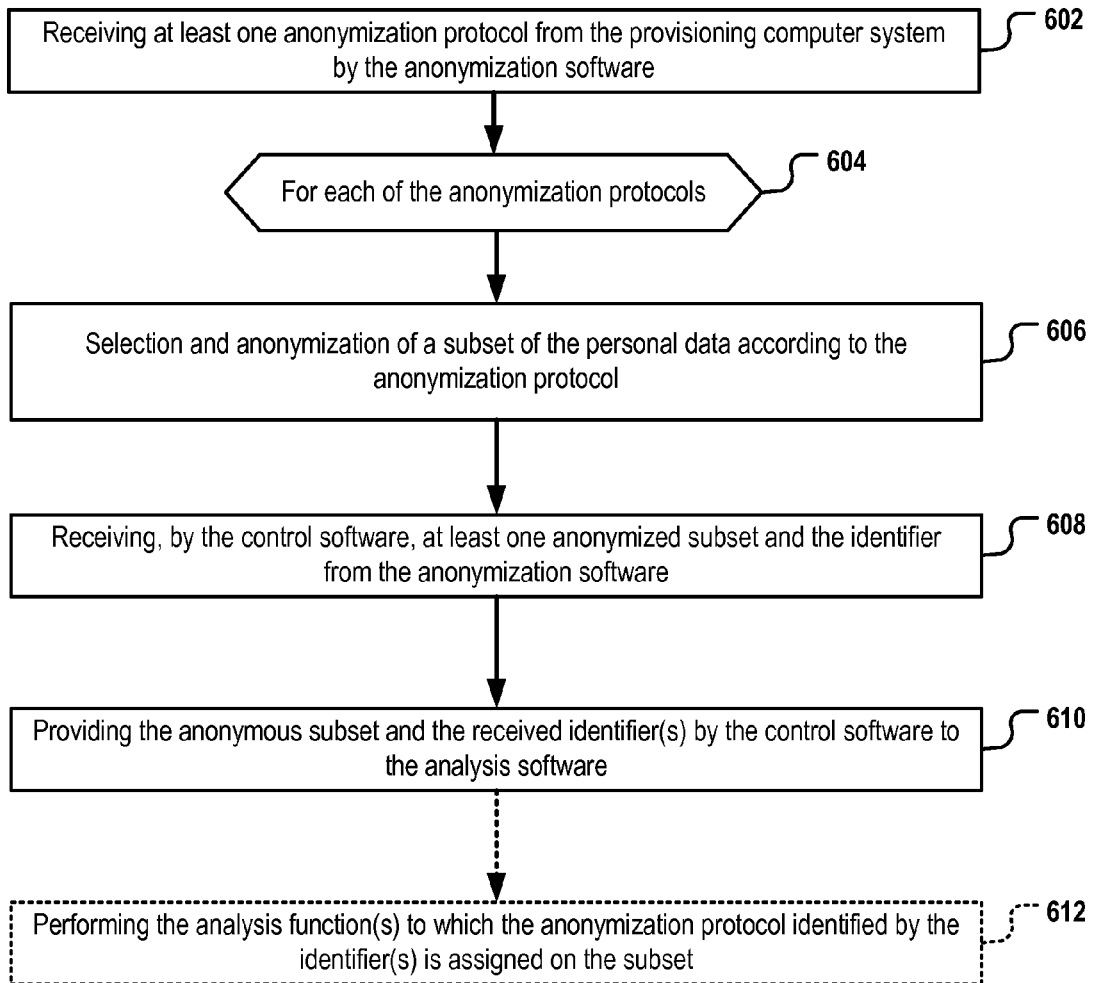 Receiving at least one anonymization protocol from the provisioning computer system
by the anonymization software
602
For each of the anonymization protocols
604
Selection and anonymization of a subset of the personal data according to the
anonymization protocol
606
Receiving, by the control software, at least one anonymized subset and the identifier
from the anonymization software
608
Providing the anonymous subset and the received identifier(s) by the control software to
the analysis software
610
Performing the analysis function(s) to which the anonymization protocol identified by the
identifier(s) is assigned on the subset
612